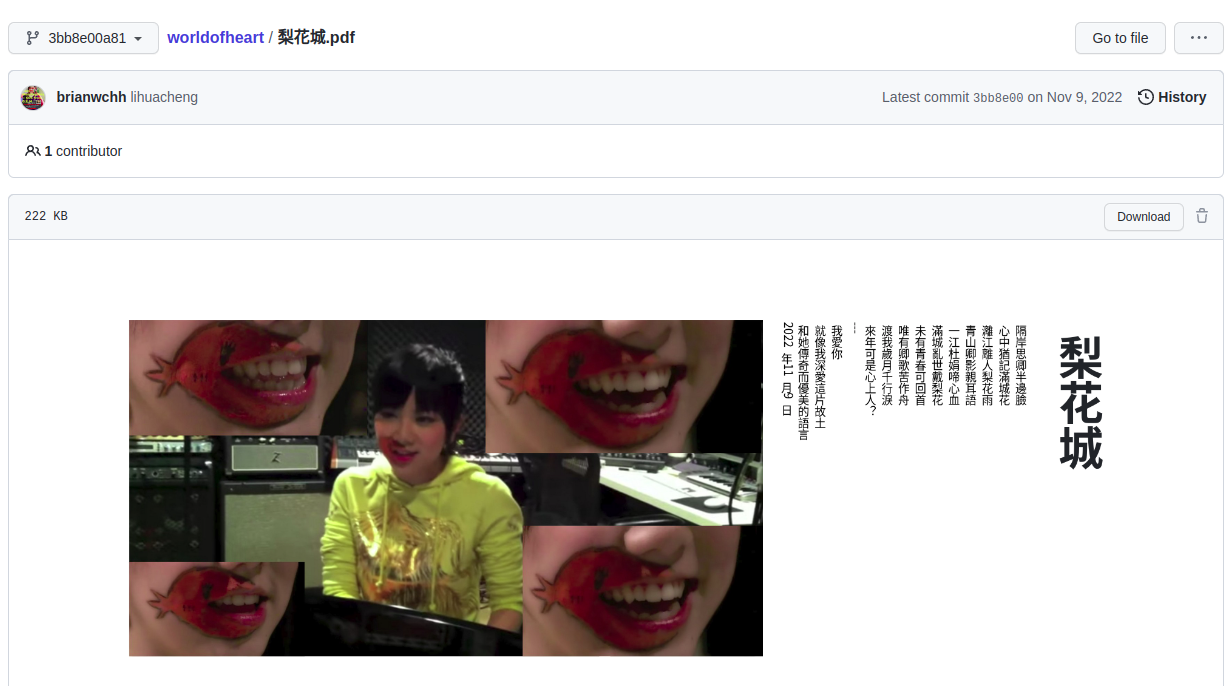 3bb8e00a81
worldofheart / 梨花城.pdf
Go to file
brianwchh lihuacheng
Latest commit 3bb8e00 on Nov 9, 2022
History
1 contributor
222 KB
Download
梨花城
隔岸思卿半邊臉
心中猶記滿城花
灕江雕人梨花雨
青山卿影親耳語
一江杜娟啼心血
滿城亂世戴梨花
未有青春可回首
唯有卿歌苦作舟
渡我歲月千行淚
來年可是心上人？
我愛你
就像我深愛這片故土
和她傳奇而優美的語言
2022 年11 月9 日